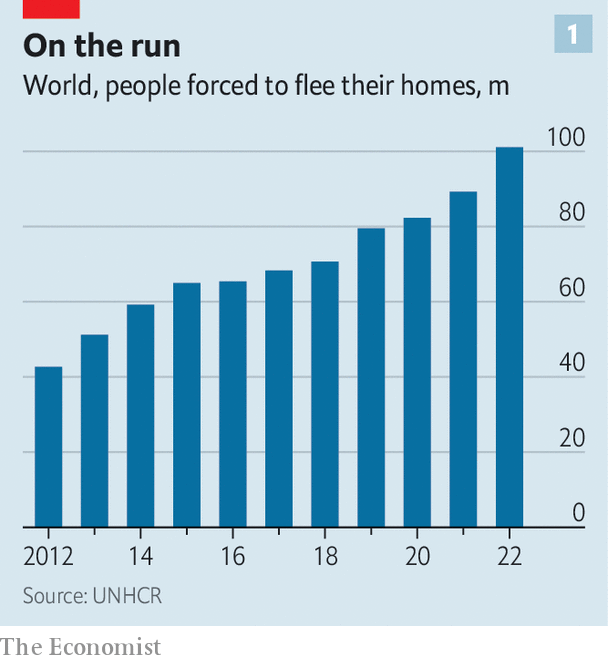 On the run
1
World, people forced to flee their homes, m
100
80
60
40
20
0
2012 14 16 18 20 22
Source: UNHCR
The Economist